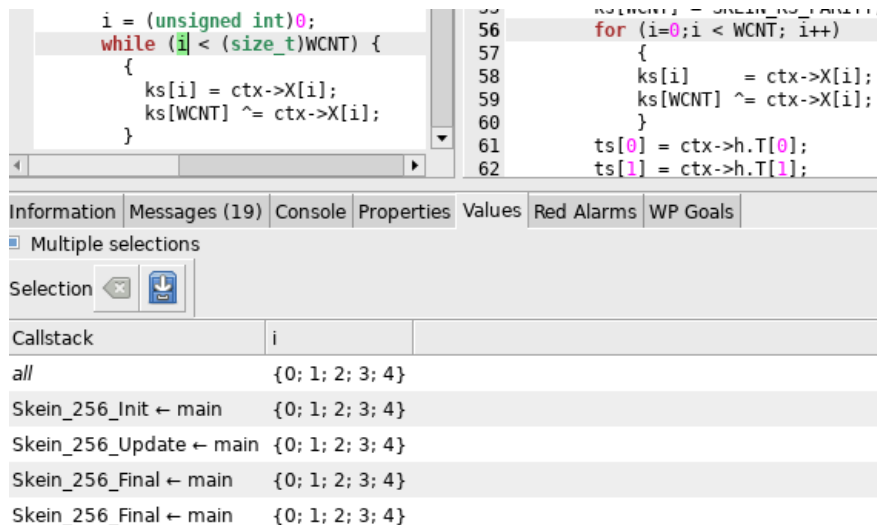 i = (unsigned int)0;
while (i < (size_t)WCNT) {
{
ks[i] = ctx->X[i];
ks[WCNT] ^= ctx->X[i];
}
56 for (i=0;i < WCNT; i++)
57 {
58 ks[i] = ctx->X[i];
59 ks[WCNT] ^= ctx->X[i];
60 }
61 ts[0] = ctx->h.T[0];
62 ts[1] = ctx->h.T[1];
Information Messages (19) Console Properties Values Red Alarms WP Goals
Multiple selections
Selection
Callstack i
all {0; 1; 2; 3; 4}
Skein_256_Init ← main {0; 1; 2; 3; 4}
Skein_256_Update ← main {0; 1; 2; 3; 4}
Skein_256_Final ← main {0; 1; 2; 3; 4}
Skein_256_Final ← main {0; 1; 2; 3; 4}